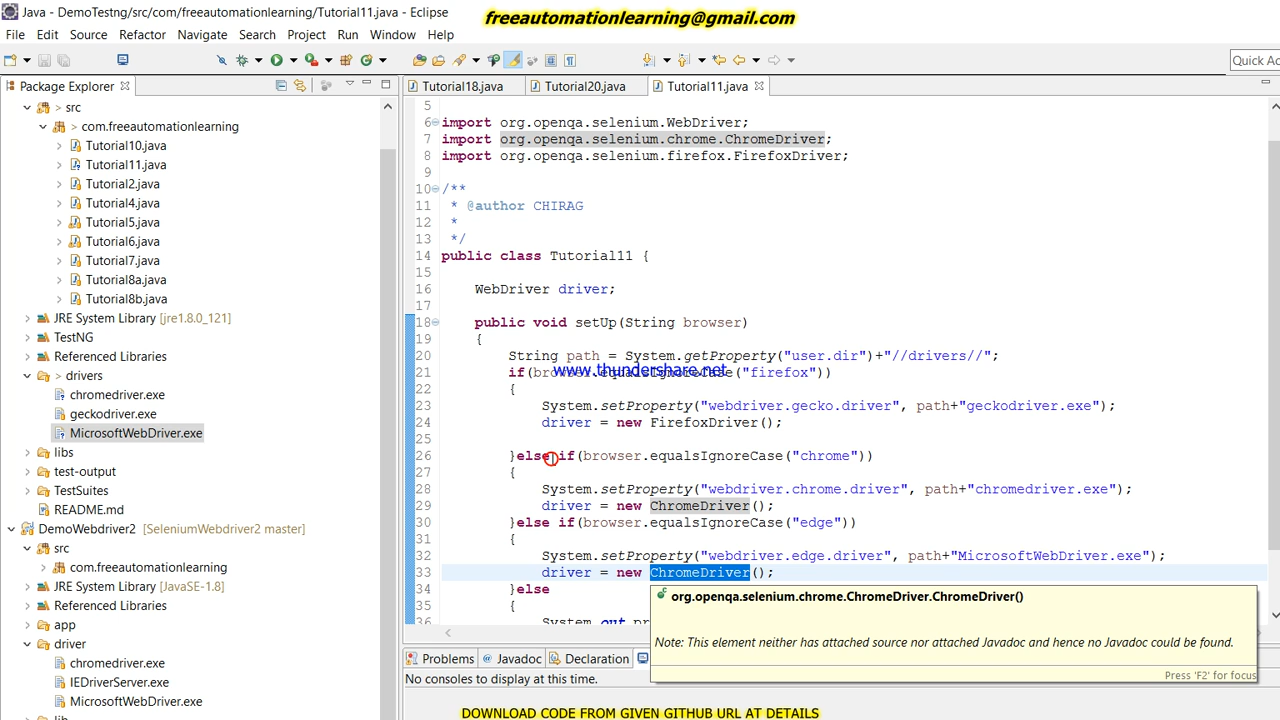 Java - DemoTestng/src/com/freeautomationlearning/Tutorial11.java - Eclipse
freeautomationlearning@gmail.com
File Edit Source Refactor Navigate Search Project Run Window Help
Quick Ac
Package Explorer
Tutorial18.java Tutorial20.java Tutorial11.java
> src
> com.freeautomationlearning
Tutorial10.java
Tutorial11.java
Tutorial2.java
Tutorial4.java
Tutorial5.java
Tutorial6.java
Tutorial7.java
Tutorial8a.java
Tutorial8b.java
JRE System Library [jre1.8.0_121]
TestNG
Referenced Libraries
> drivers
chromedriver.exe
geckodriver.exe
MicrosoftWebDriver.exe
libs
test-output
TestSuites
README.md
DemoWebdriver2 [SeleniumWebdriver2 master]
src
com.freeautomationlearning
JRE System Library [JavaSE-1.8]
Referenced Libraries
app
driver
chromedriver.exe
IEDriverServer.exe
MicrosoftWebDriver.exe
lib
5
6 import org.openqa.selenium.WebDriver;
7 import org.openqa.selenium.chrome.ChromeDriver;
8 import org.openqa.selenium.firefox.FirefoxDriver;
9
10 /**
11 * @author CHIRAG
12 *
13 */
14 public class Tutorial11 {
15
16 WebDriver driver;
17
18 public void setUp(String browser)
19 {
20 String path = System.getProperty("user.dir")+"//drivers//";
21 if(browser.equalsIgnoreCase("firefox"))
www.thundershare.net
22 {
23 System.setProperty("webdriver.gecko.driver", path+"geckodriver.exe");
24 driver = new FirefoxDriver();
25
26 }else if(browser.equalsIgnoreCase("chrome"))
27 {
28 System.setProperty("webdriver.chrome.driver", path+"chromedriver.exe");
29 driver = new ChromeDriver();
30 }else if(browser.equalsIgnoreCase("edge"))
31 {
32 System.setProperty("webdriver.edge.driver", path+"MicrosoftWebDriver.exe");
33 driver = new ChromeDriver();
34 }else
35 {
36 System.out.pr
org.openqa.selenium.chrome.ChromeDriver.ChromeDriver()
Note: This element neither has attached source nor attached Javadoc and hence no Javadoc could be found.
Press 'F2' for focus
Problems @ Javadoc Declaration
No consoles to display at this time.
DOWNLOAD CODE FROM GIVEN GITHUB URL AT DETAILS